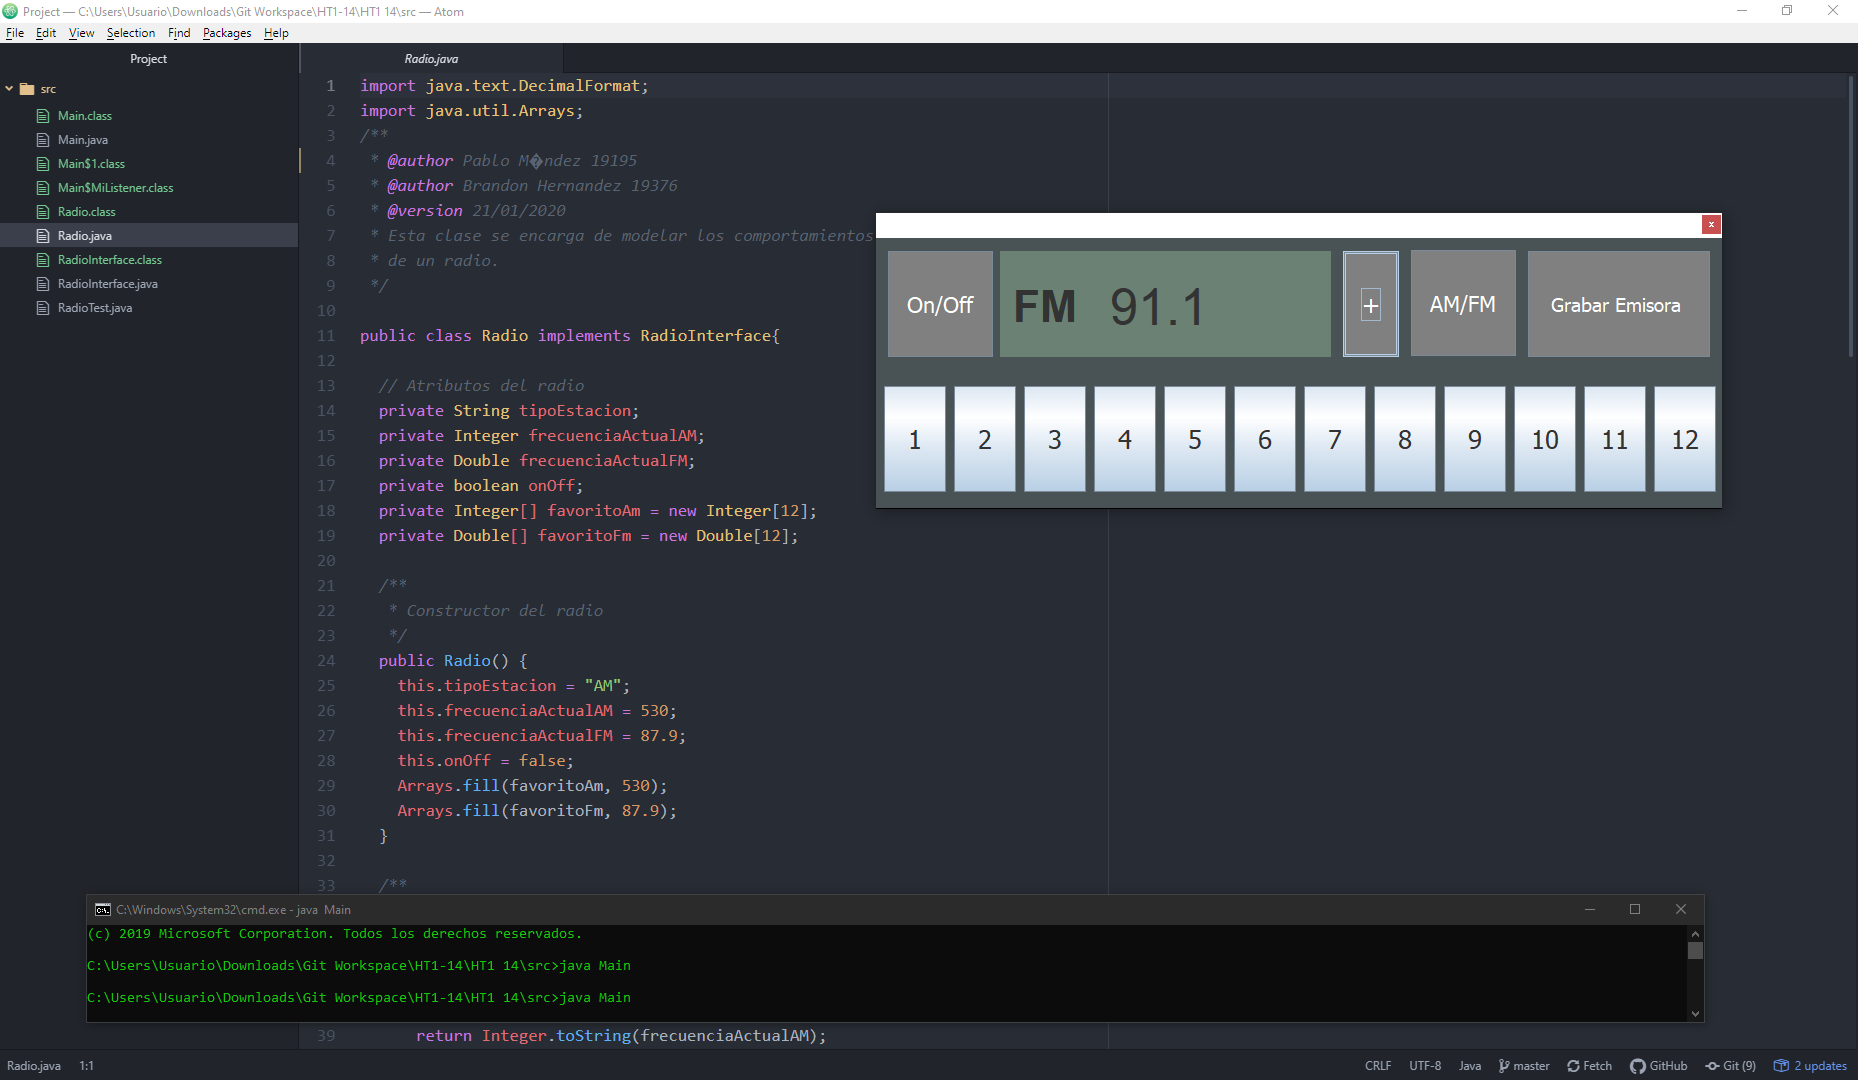 Project — C:\Users\Usuario\Downloads\Git Workspace\HT1-14\HT1 14\src — Atom
File Edit View Selection Find Packages Help
Project
src
Main.class
Main.java
Main$1.class
Main$MiListener.class
Radio.class
Radio.java
RadioInterface.class
RadioInterface.java
RadioTest.java
Radio.java
1 import java.text.DecimalFormat;
2 import java.util.Arrays;
3 /**
4 * @author Pablo M�ndez 19195
5 * @author Brandon Hernandez 19376
6 * @version 21/01/2020
7 * Esta clase se encarga de modelar los comportamientos
8 * de un radio.
9 */
10
11 public class Radio implements RadioInterface{
12
13 // Atributos del radio
14 private String tipoEstacion;
15 private Integer frecuenciaActualAM;
16 private Double frecuenciaActualFM;
17 private boolean onOff;
18 private Integer[] favoritoAm = new Integer[12];
19 private Double[] favoritoFm = new Double[12];
20
21 /**
22 * Constructor del radio
23 */
24 public Radio() {
25 this.tipoEstacion = "AM";
26 this.frecuenciaActualAM = 530;
27 this.frecuenciaActualFM = 87.9;
28 this.onOff = false;
29 Arrays.fill(favoritoAm, 530);
30 Arrays.fill(favoritoFm, 87.9);
31 }
32
33 /**
39 return Integer.toString(frecuenciaActualAM);
x
On/Off FM 91.1 + AM/FM Grabar Emisora
1 2 3 4 5 6 7 8 9 10 11 12
C:\Windows\System32\cmd.exe - java Main
(c) 2019 Microsoft Corporation. Todos los derechos reservados.
C:\Users\Usuario\Downloads\Git Workspace\HT1-14\HT1 14\src>java Main
C:\Users\Usuario\Downloads\Git Workspace\HT1-14\HT1 14\src>java Main
Radio.java 1:1 CRLF UTF-8 Java master Fetch GitHub Git (9) 2 updates